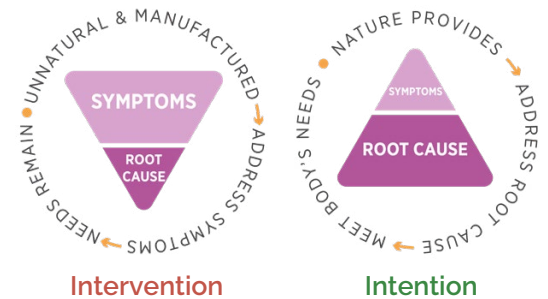 UNNATURAL & MANUFACTURED
ADDRESS SYMPTOMS
NEEDS REMAIN
SYMPTOMS
ROOT
CAUSE
Intervention
NATURE PROVIDES
ADDRESS ROOT CAUSE
MEET BODY'S NEEDS
SYMPTOMS
ROOT CAUSE
Intention